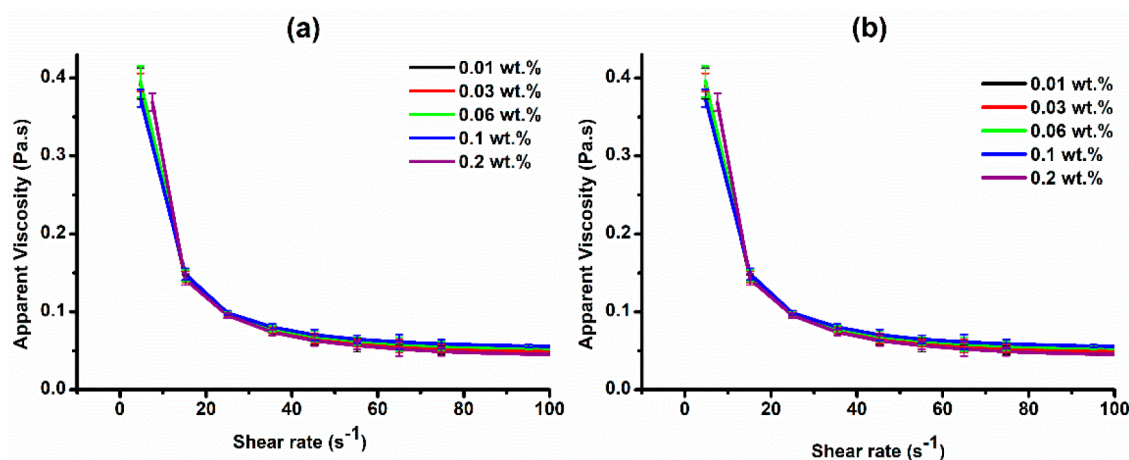 (a)
0.01 wt.%
0.03 wt.%
0.06 wt.%
0.1 wt.%
0.2 wt.%
Apparent Viscosity (Pa.s)
0.4
0.3
0.2
0.1
0.0
0 20 40 60 80 100
Shear rate (s⁻¹)
(b)
0.01 wt.%
0.03 wt.%
0.06 wt.%
0.1 wt.%
0.2 wt.%
Apparent Viscosity (Pa.s)
0.4
0.3
0.2
0.1
0.0
0 20 40 60 80 100
Shear rate (s⁻¹)